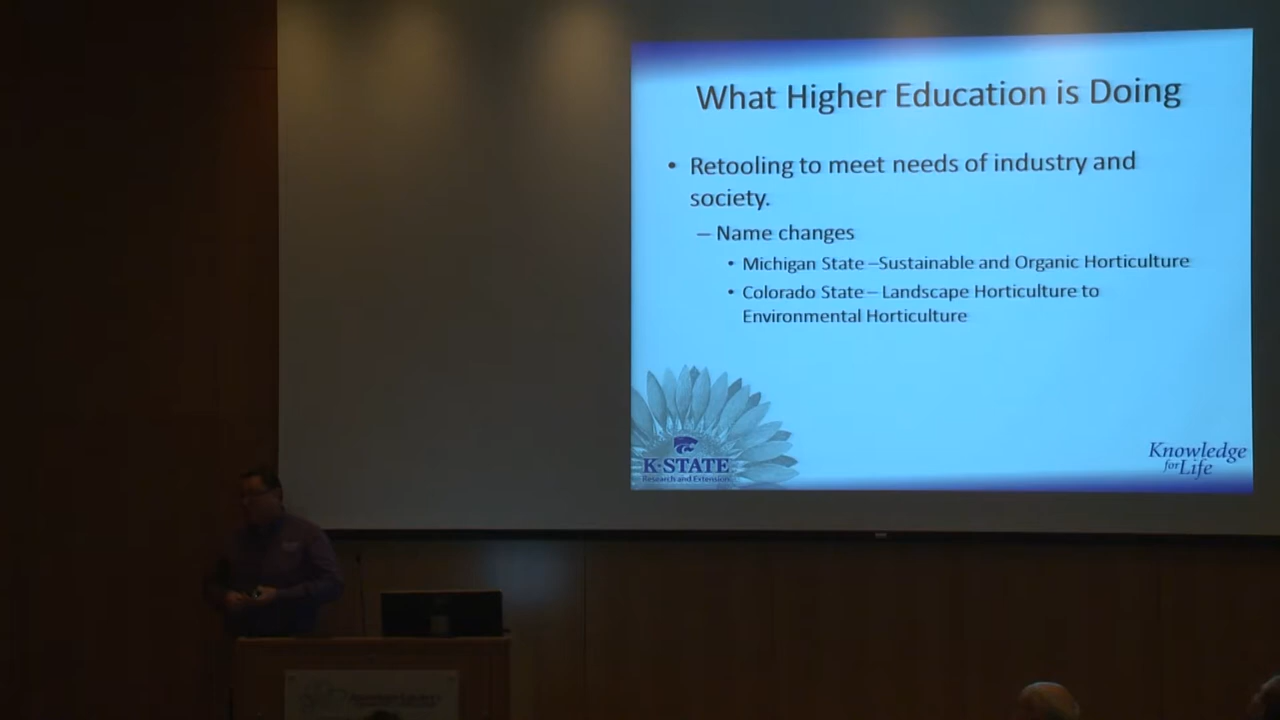 What Higher Education is Doing
• Retooling to meet needs of industry and
society.
– Name changes
• Michigan State –Sustainable and Organic Horticulture
• Colorado State – Landscape Horticulture to
Environmental Horticulture
K-STATE
Research and Extension
Knowledge
for Life